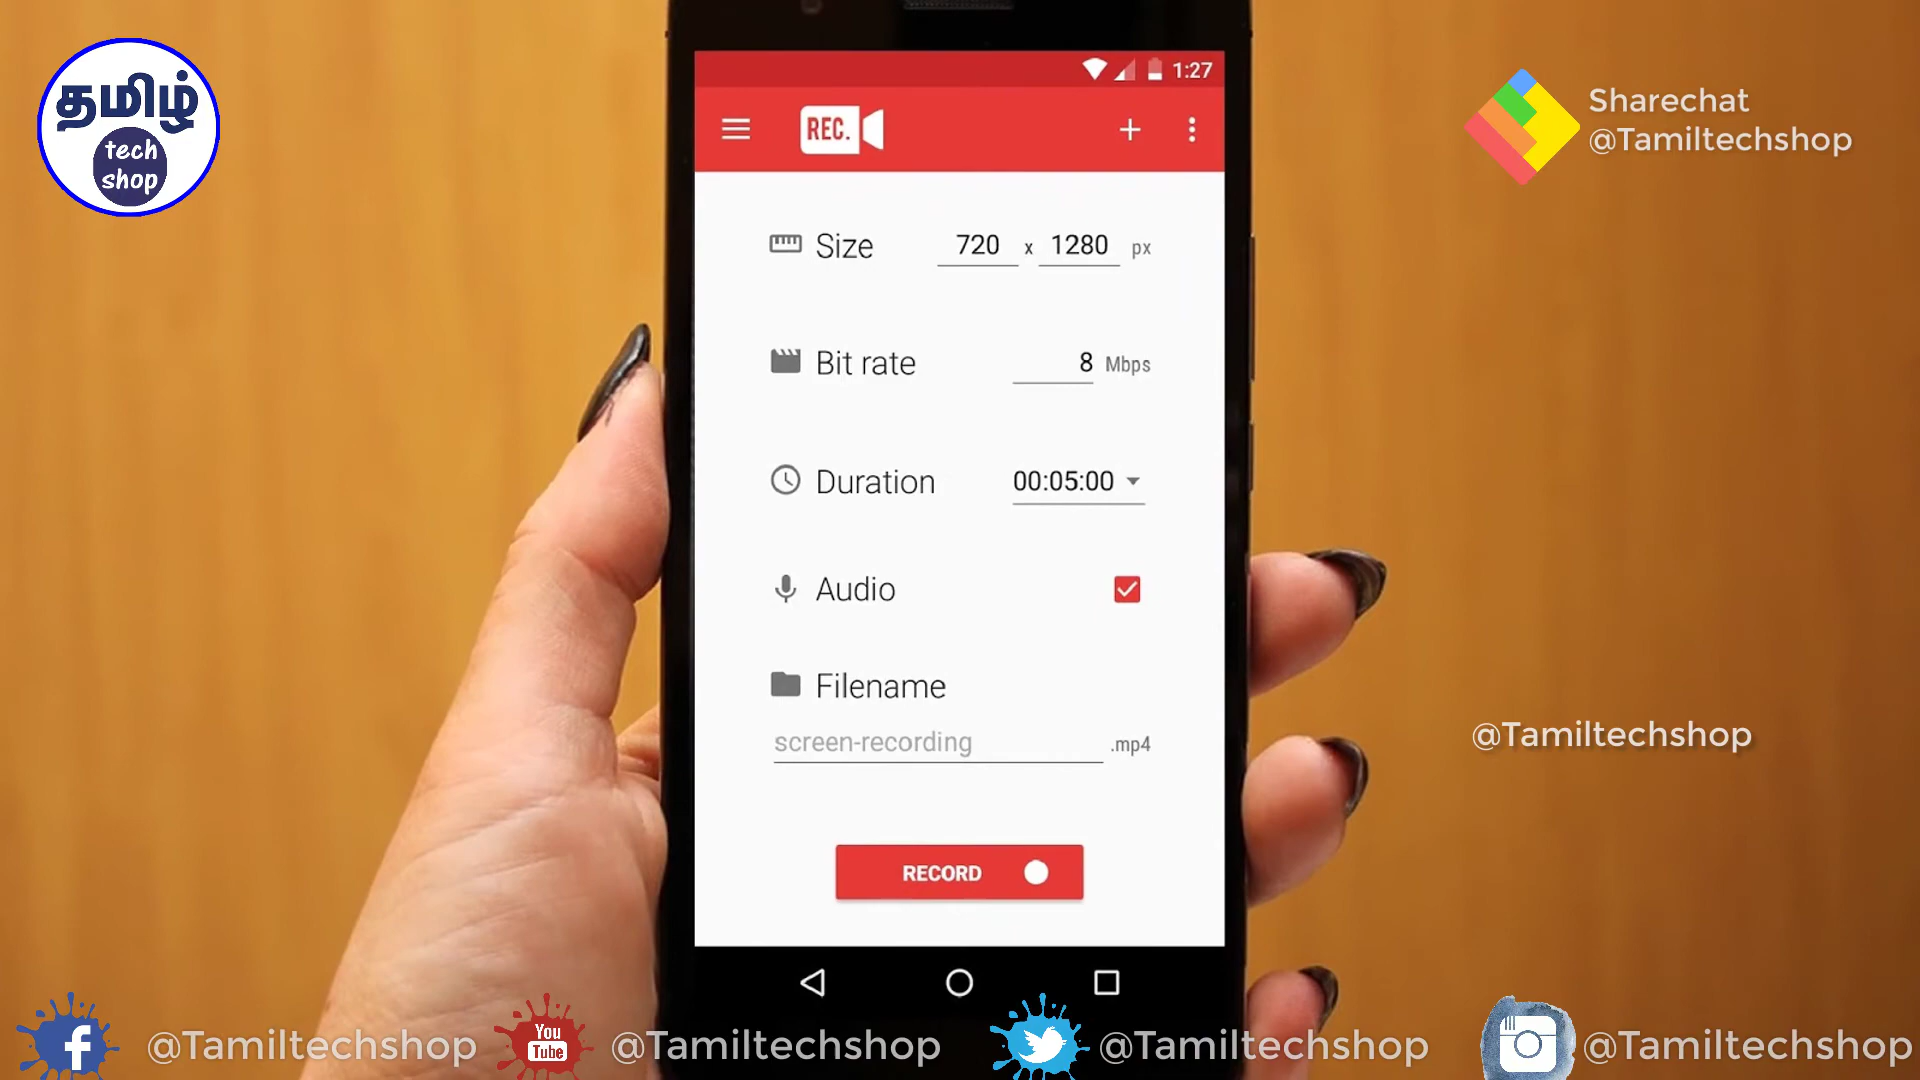 தமிழ்
tech
shop
Sharechat
@Tamiltechshop
1:27
REC.
Size 720 x 1280 px
Bit rate 8 Mbps
Duration 00:05:00
Audio
Filename
screen-recording .mp4
RECORD
@Tamiltechshop
f @Tamiltechshop
You
Tube @Tamiltechshop
@Tamiltechshop
@Tamiltechshop